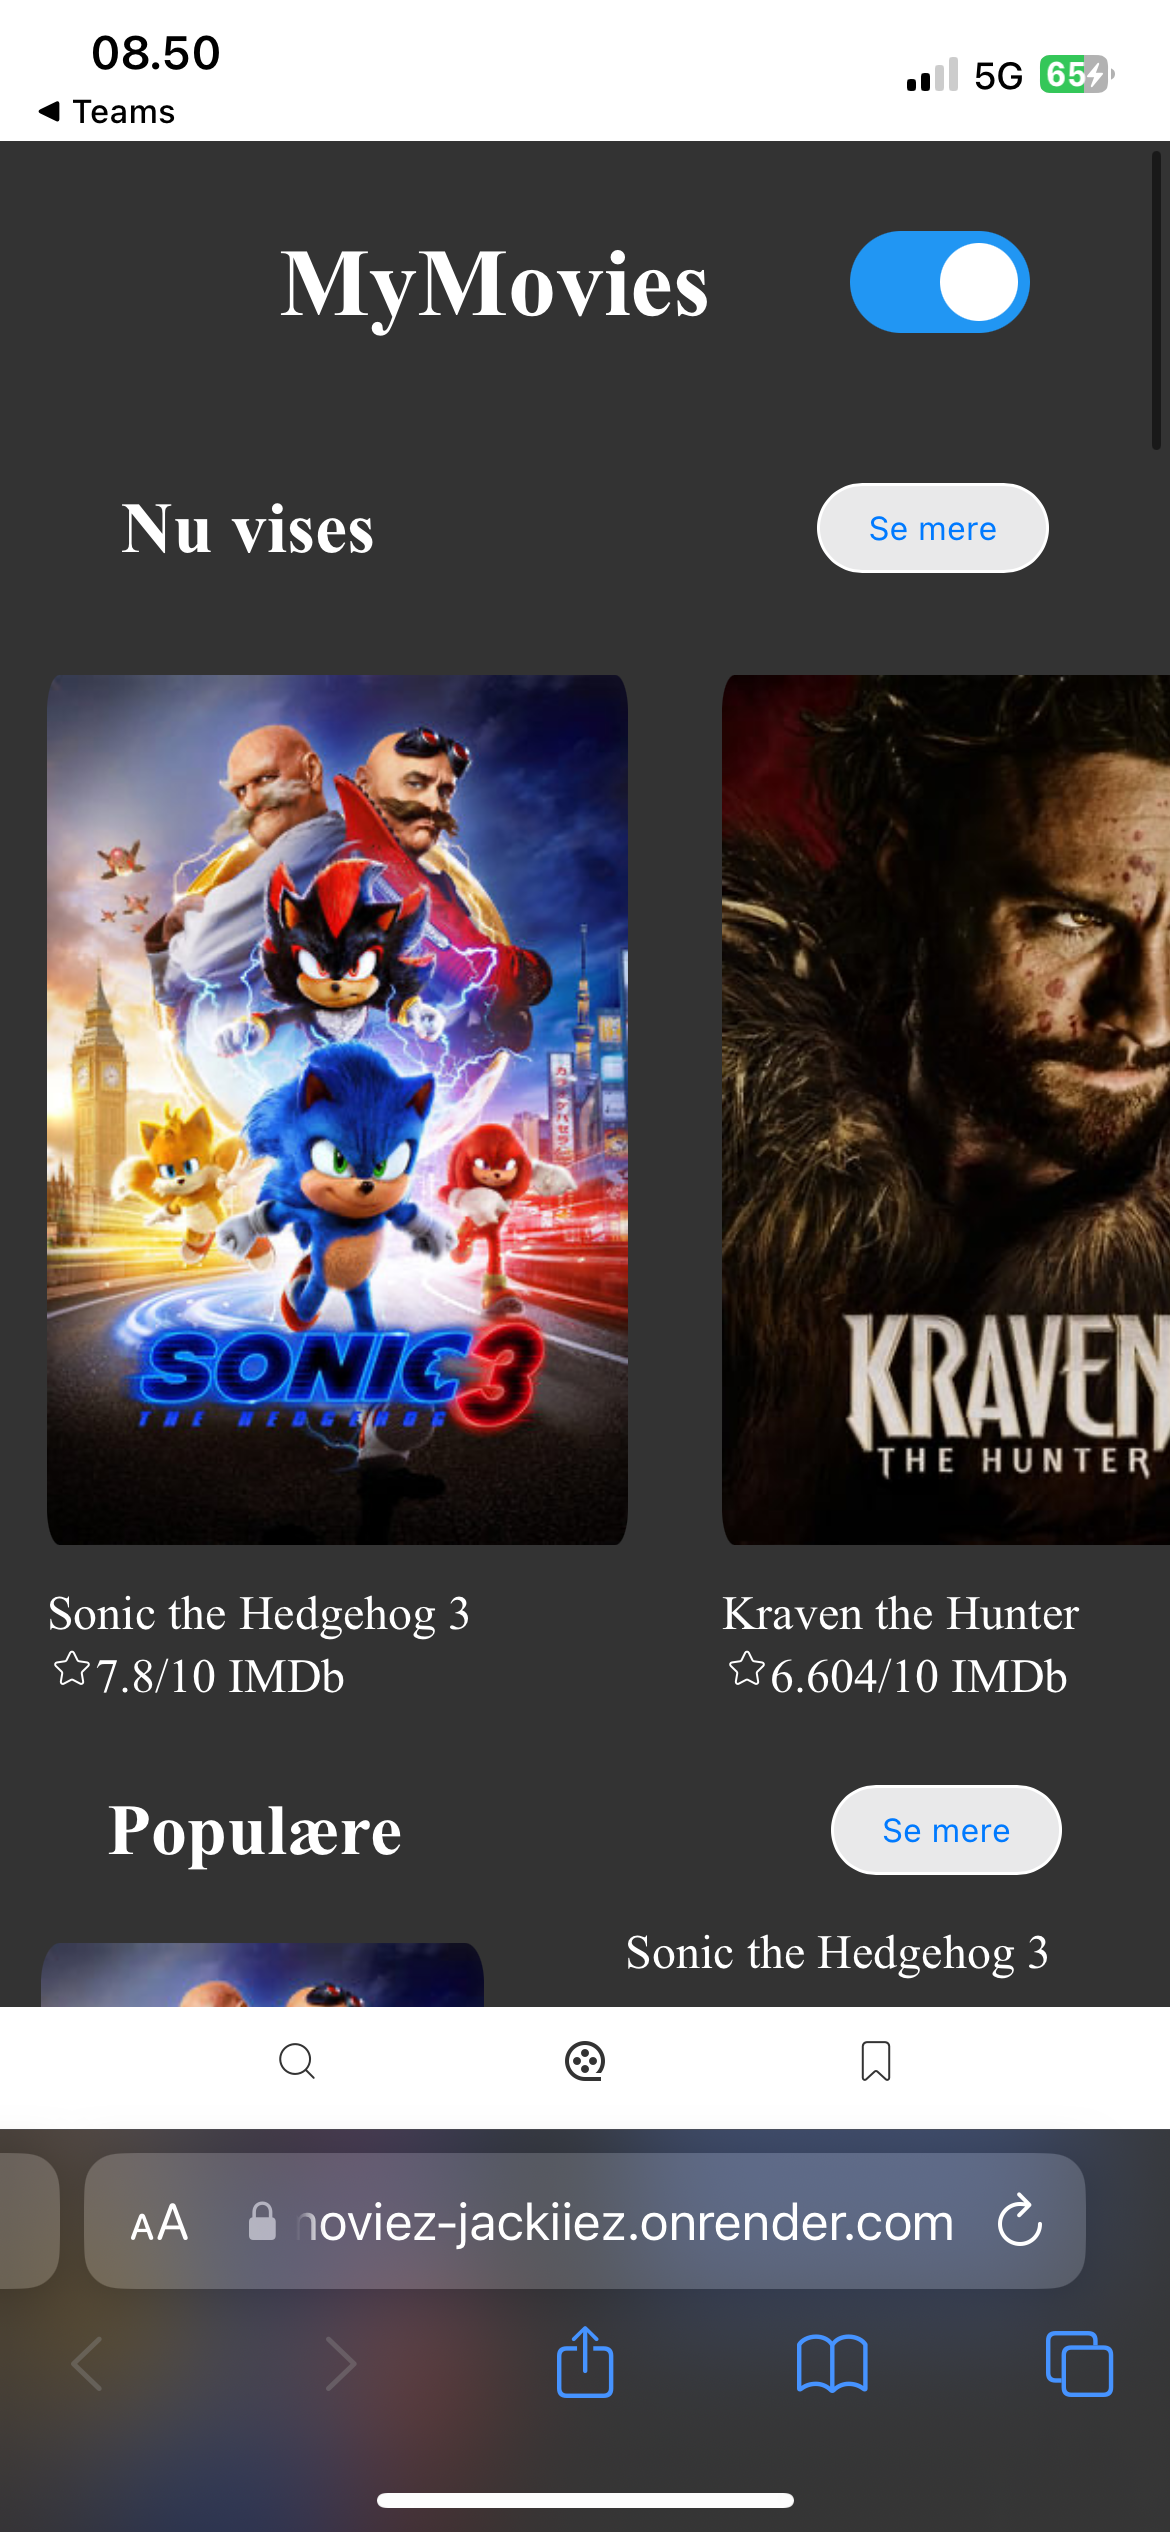 08.50
5G
65
◀ Teams
MyMovies
Nu vises
Se mere
SONIC 3
THE HEDGEHOG
KRAVEN
THE HUNTER
Sonic the Hedgehog 3
7.8/10 IMDb
Kraven the Hunter
6.604/10 IMDb
Populære
Se mere
Sonic the Hedgehog 3
AA
oviez-jackiiez.onrender.com